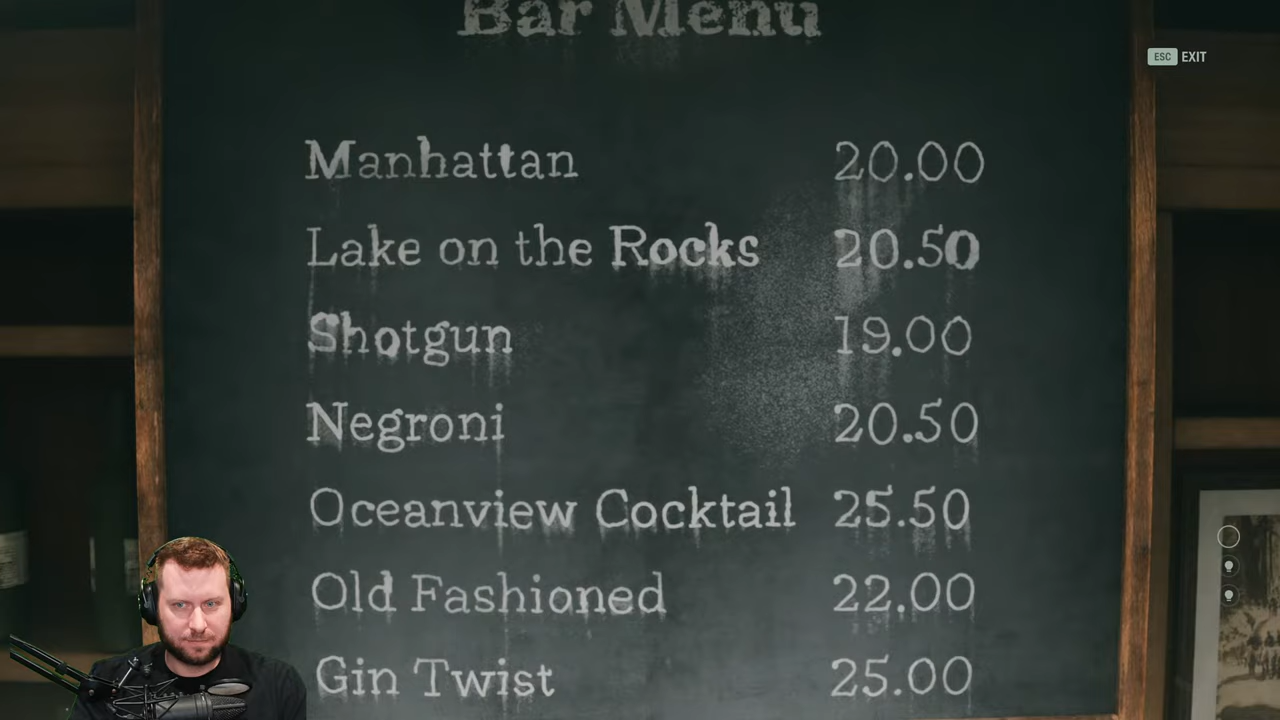 Bar Menu
ESC EXIT
Manhattan 20.00
Lake on the Rocks 20.50
Shotgun 19.00
Negroni 20.50
Oceanview Cocktail 25.50
Old Fashioned 22.00
Gin Twist 25.00